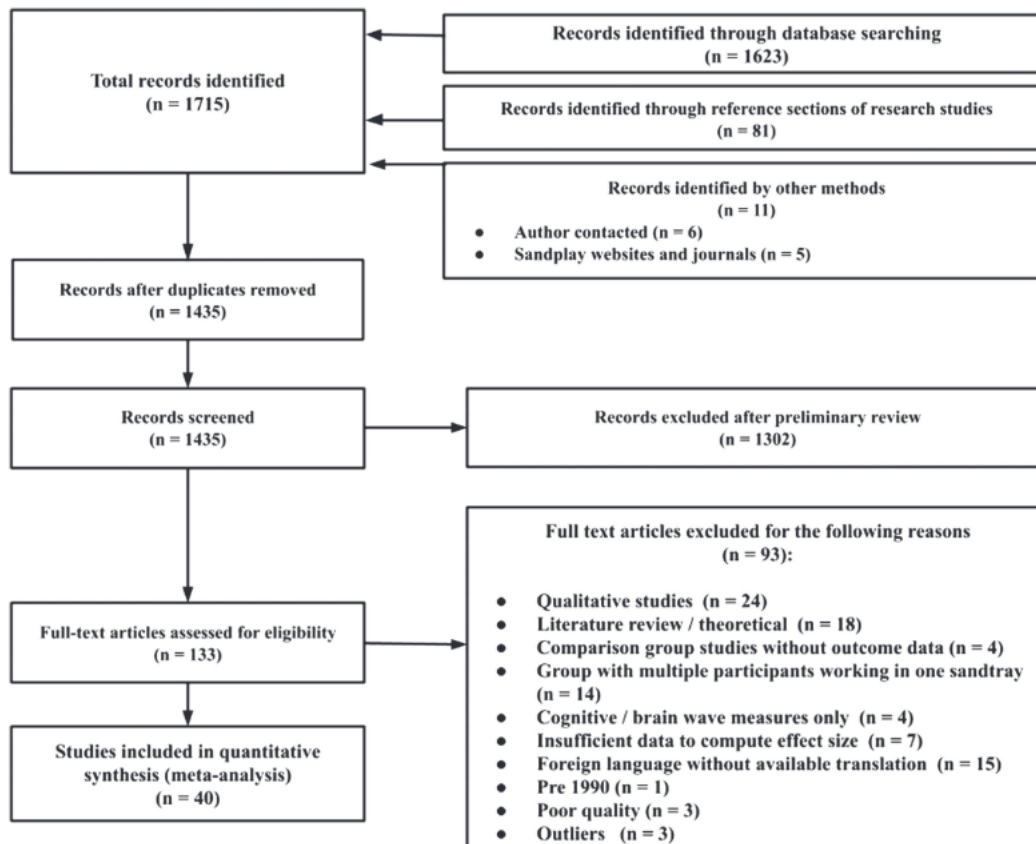 Records identified through database searching
(n = 1623)
Total records identified
(n = 1715)
Records identified through reference sections of research studies
(n = 81)
Records identified by other methods
(n = 11)
● Author contacted (n = 6)
● Sandplay websites and journals (n = 5)
Records after duplicates removed
(n = 1435)
Records screened
(n = 1435)
Records excluded after preliminary review
(n = 1302)
Full-text articles assessed for eligibility
(n = 133)
Full text articles excluded for the following reasons
(n = 93):
● Qualitative studies (n = 24)
● Literature review / theoretical (n = 18)
● Comparison group studies without outcome data (n = 4)
● Group with multiple participants working in one sandtray
(n = 14)
● Cognitive / brain wave measures only (n = 4)
● Insufficient data to compute effect size (n = 7)
● Foreign language without available translation (n = 15)
● Pre 1990 (n = 1)
● Poor quality (n = 3)
● Outliers (n = 3)
Studies included in quantitative
synthesis (meta-analysis)
(n = 40)